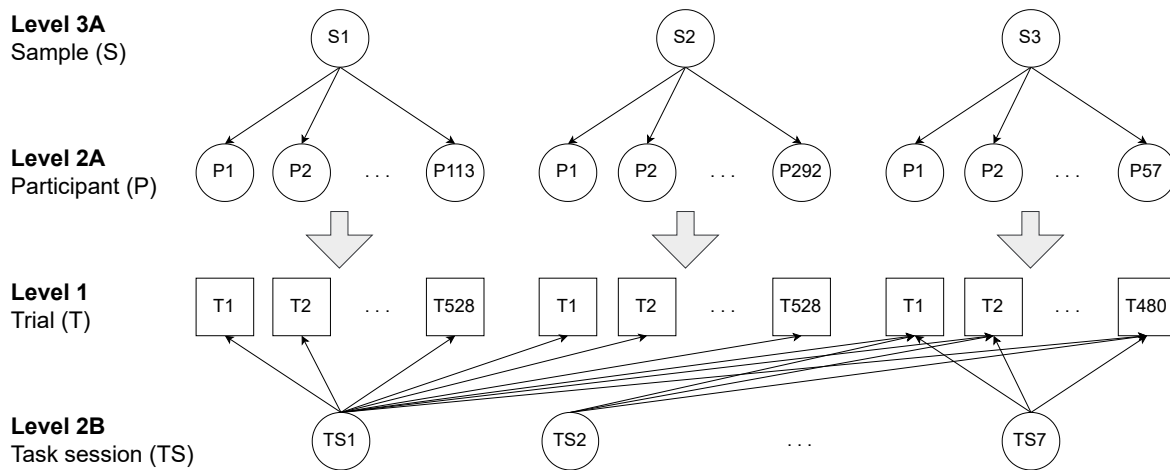 Level 3A
Sample (S)
S1 S2 S3
Level 2A
Participant (P)
P1 P2 . . . P113 P1 P2 . . . P292 P1 P2 . . . P57
Level 1
Trial (T)
T1 T2 . . . T528 T1 T2 . . . T528 T1 T2 . . . T480
Level 2B
Task session (TS)
TS1 TS2 . . . TS7